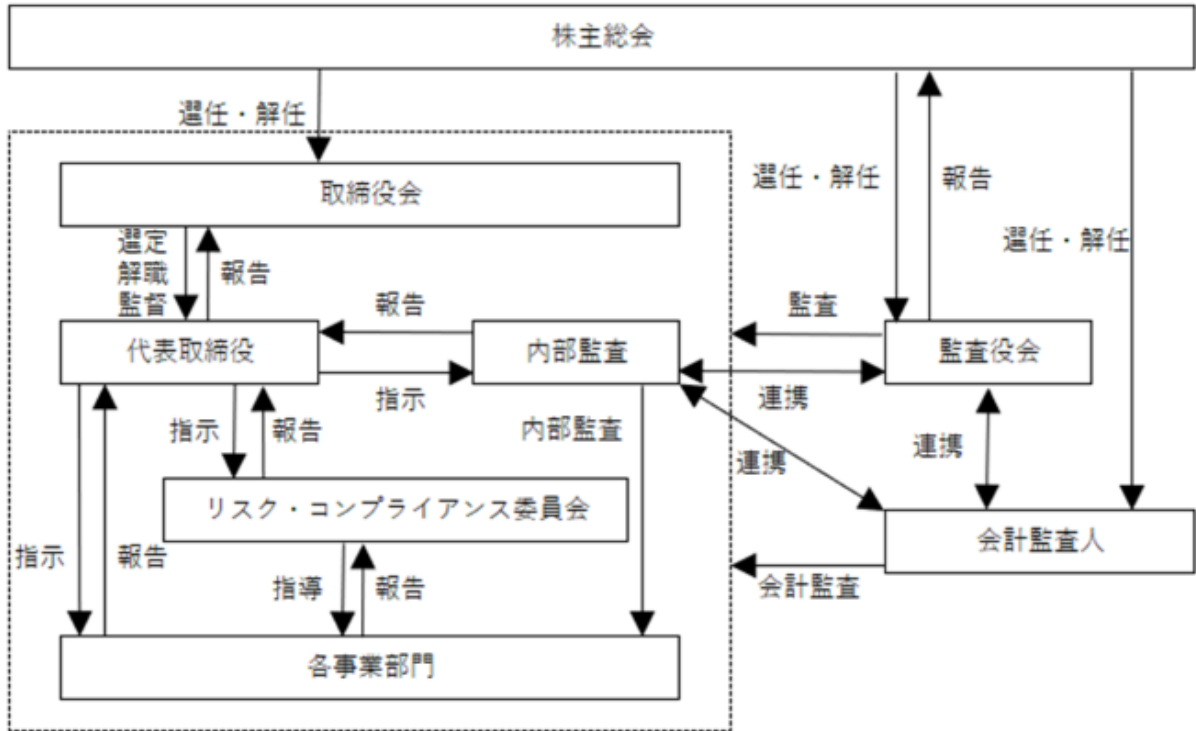 株主総会
選任・解任
選任・解任
報告
選任・解任
取締役会
選定
解職
監督
報告
報告
監査
代表取締役
内部監査
監査役会
指示
連携
指示
報告
内部監査
連携
連携
リスク・コンプライアンス委員会
会計監査人
指示
報告
指導
報告
会計監査
各事業部門